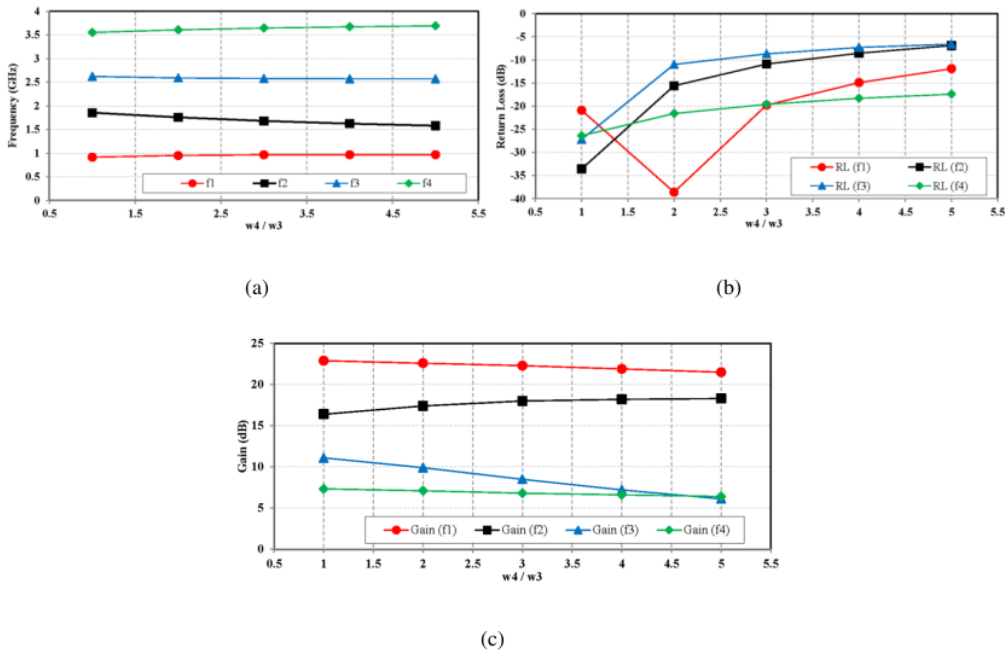 4
3.5
3
2.5
2
1.5
1
0.5
0
Frequency (GHz)
f1 f2 f3 f4
0.5 1.5 2.5 3.5 4.5 5.5
w4 / w3
(a)
0
-5
-10
-15
-20
-25
-30
-35
-40
Return Loss (dB)
RL (f1) RL (f2)
RL (f3) RL (f4)
0.5 1 1.5 2 2.5 3 3.5 4 4.5 5 5.5
w4 / w3
(b)
25
20
15
10
5
0
Gain (dB)
Gain (f1) Gain (f2) Gain (f3) Gain (f4)
0.5 1 1.5 2 2.5 3 3.5 4 4.5 5 5.5
w4 / w3
(c)